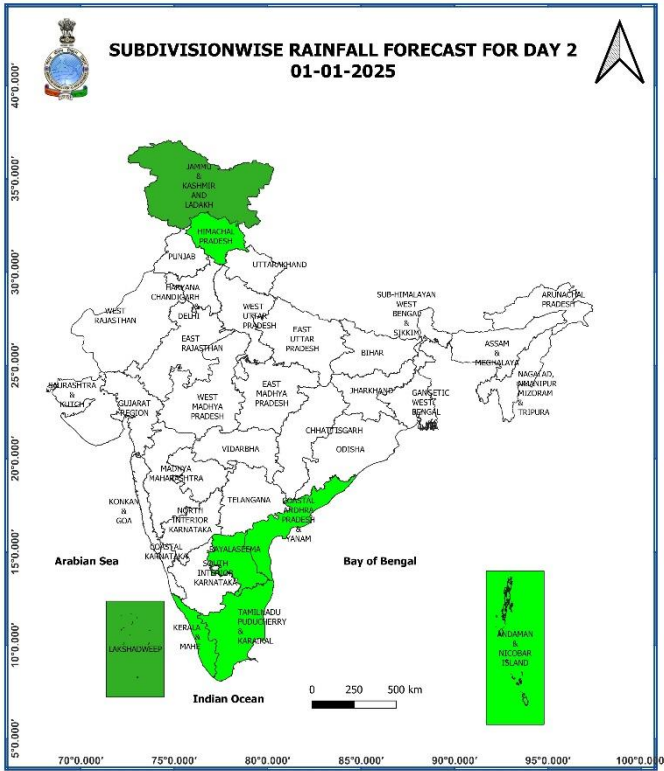 SUBDIVISIONWISE RAINFALL FORECAST FOR DAY 2
01-01-2025
40°0.000'
35°0.000'
30°0.000'
25°0.000'
20°0.000'
15°0.000'
10°0.000'
5°0.000'
JAMMU
&
KASHMIR
AND
LADAKH
HIMACHAL
PRADESH
PUNJAB
UTTARAKHAND
HARYANA
CHANDIGARH
&
DELHI
WEST
RAJASTHAN
EAST
RAJASTHAN
WEST
UTTAR
PRADESH
EAST
UTTAR
PRADESH
SUB-HIMALAYAN
WEST
BENGAL
&
SIKKIM
ARUNACHAL
PRADESH
ASSAM
&
MEGHALAYA
BIHAR
SAURASHTRA
&
KUTCH
GUJARAT
REGION
WEST
MADHYA
PRADESH
EAST
MADHYA
PRADESH
JHARKHAND
GANGETIC
WEST
BENGAL
MIZORAM
&
TRIPURA
CHHATTISGARH
ODISHA
VIDARBHA
MADHYA
MAHARASHTRA
KONKAN
&
GOA
NORTH
INTERIOR
KARNATAKA
TELANGANA
COASTAL
ANDHRA
PRADESH
&
YANAM
COASTAL
KARNATAKA
RAYALASEEMA
SOUTH
INTERIOR
KARNATAKA
Arabian Sea
Bay of Bengal
TAMILNADU
PUDUCHERRY
&
KARAIKAL
KERALA
&
MAHE
LAKSHADWEEP
ANDAMAN
&
NICOBAR
ISLAND
Indian Ocean
0 250 500 km
70°0.000' 75°0.000' 80°0.000' 85°0.000' 90°0.000' 95°0.000' 100°0.000'